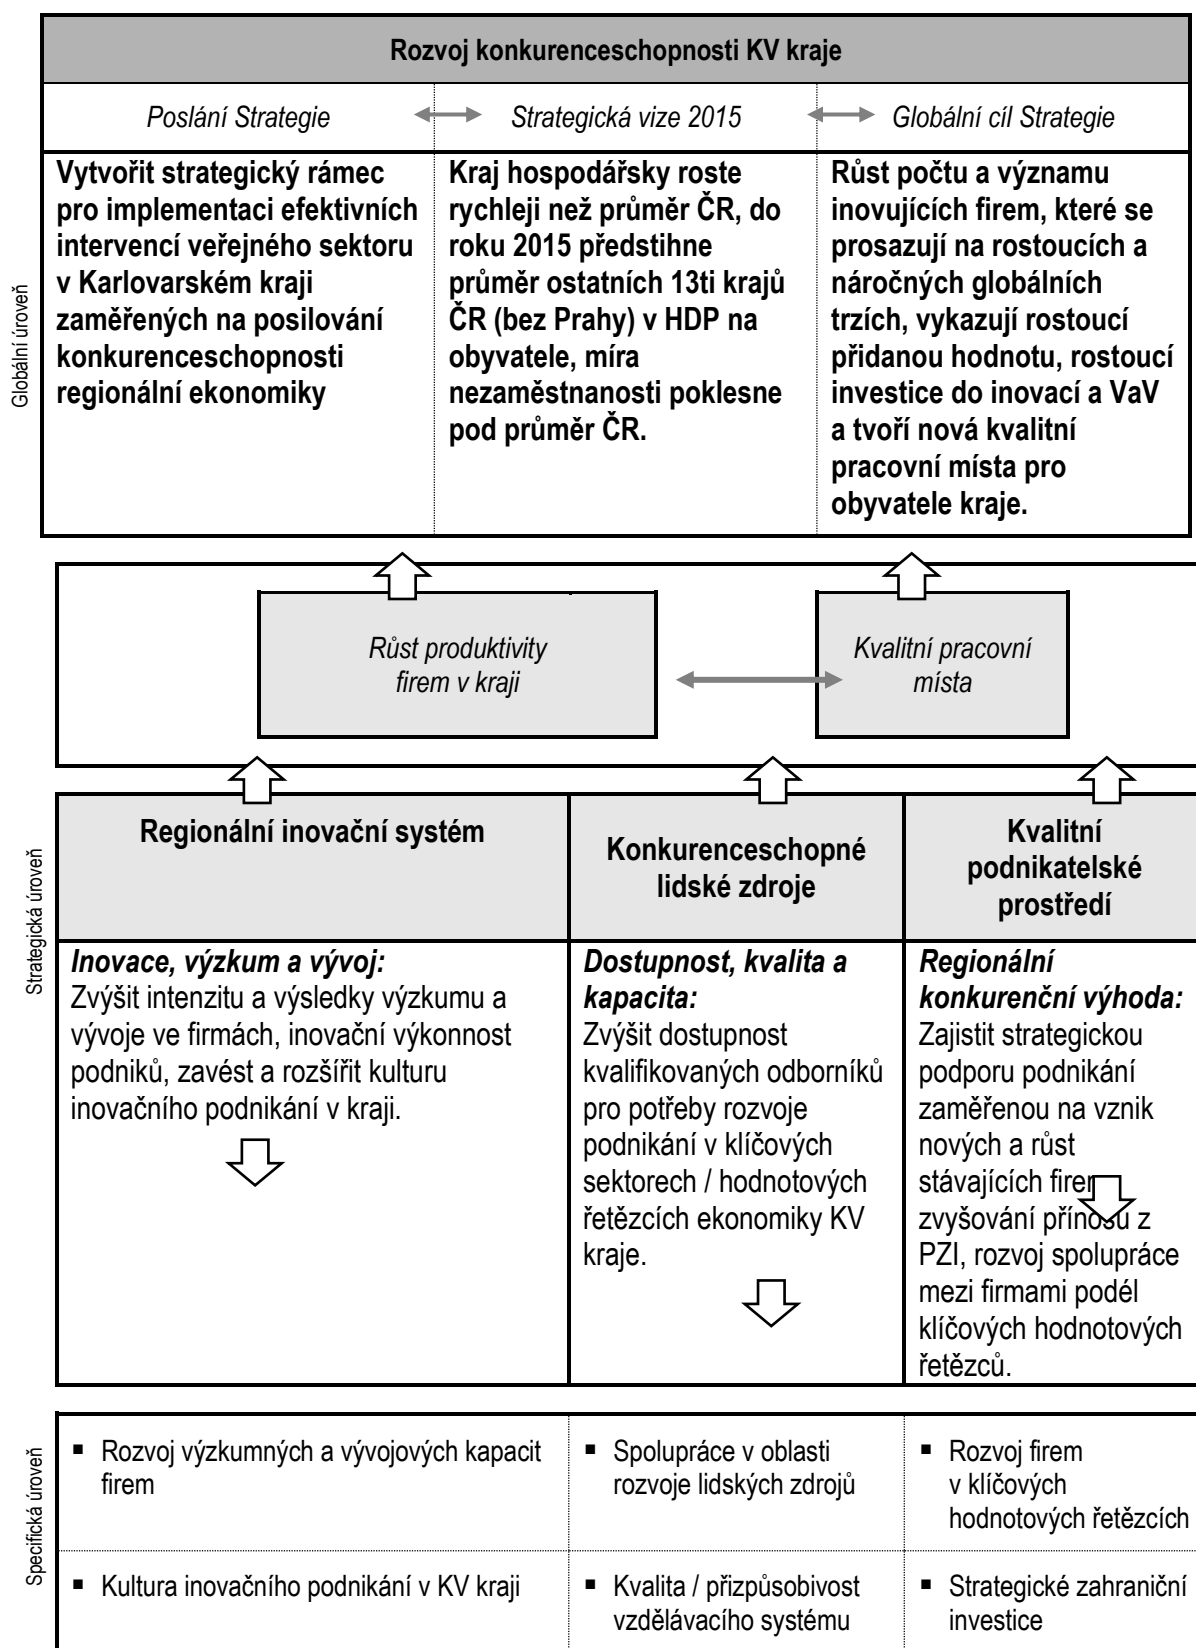 Rozvoj konkurenceschopnosti KV kraje
Poslání Strategie
Strategická vize 2015
Globální cíl Strategie
Globální úroveň
Vytvořit strategický rámec
pro implementaci efektivních
intervencí veřejného sektoru
v Karlovarském kraji
zaměřených na posilování
konkurenceschopnosti
regionální ekonomiky
Kraj hospodářsky roste
rychleji než průměr ČR, do
roku 2015 předstihne
průměr ostatních 13ti krajů
ČR (bez Prahy) v HDP na
obyvatele, míra
nezaměstnanosti poklesne
pod průměr ČR.
Růst počtu a významu
inovujících firem, které se
prosazují na rostoucích a
náročných globálních
trzích, vykazují rostoucí
přidanou hodnotu, rostoucí
investice do inovací a VaV
a tvoří nová kvalitní
pracovní místa pro
obyvatele kraje.
Růst produktivity
firem v kraji
Kvalitní pracovní
místa
Strategická úroveň
Regionální inovační systém
Konkurenceschopné
lidské zdroje
Kvalitní
podnikatelské
prostředí
Inovace, výzkum a vývoj:
Zvýšit intenzitu a výsledky výzkumu a
vývoje ve firmách, inovační výkonnost
podniků, zavést a rozšířit kulturu
inovačního podnikání v kraji.
Dostupnost, kvalita a
kapacita:
Zvýšit dostupnost
kvalifikovaných odborníků
pro potřeby rozvoje
podnikání v klíčových
sektorech / hodnotových
řetězcích ekonomiky KV
kraje.
Regionální
konkurenční výhoda:
Zajistit strategickou
podporu podnikání
zaměřenou na vznik
nových a růst
stávajících
zvyšování přínosů z
PZI, rozvoj spolupráce
mezi firmami podél
klíčových hodnotových
řetězců.
Specifická úroveň
▪ Rozvoj výzkumných a vývojových kapacit
firem
▪ Spolupráce v oblasti
rozvoje lidských zdrojů
▪ Rozvoj firem
v klíčových
hodnotových řetězcích
▪ Kultura inovačního podnikání v KV kraji
▪ Kvalita / přizpůsobivost
vzdělávacího systému
▪ Strategické zahraniční
investice